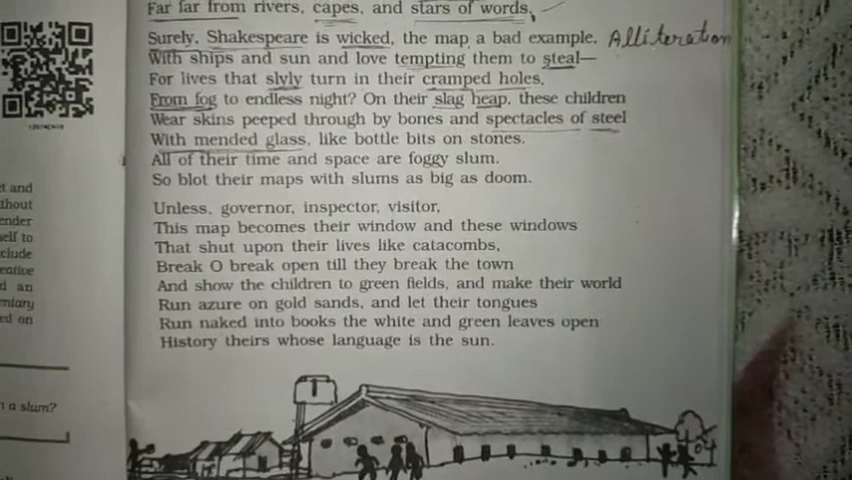 Far far from rivers, capes, and stars of words.
Surely, Shakespeare is wicked, the map a bad example. Alliteration
With ships and sun and love tempting them to steal—
For lives that slyly turn in their cramped holes,
From fog to endless night? On their slag heap, these children
Wear skins peeped through by bones and spectacles of steel
With mended glass, like bottle bits on stones.
All of their time and space are foggy slum.
So blot their maps with slums as big as doom.
Unless, governor, inspector, visitor,
This map becomes their window and these windows
That shut upon their lives like catacombs,
Break O break open till they break the town
And show the children to green fields, and make their world
Run azure on gold sands, and let their tongues
Run naked into books the white and green leaves open
History theirs whose language is the sun.
and
thout
ender
self to
clude
eative
d an
entary
ed on
a slum?